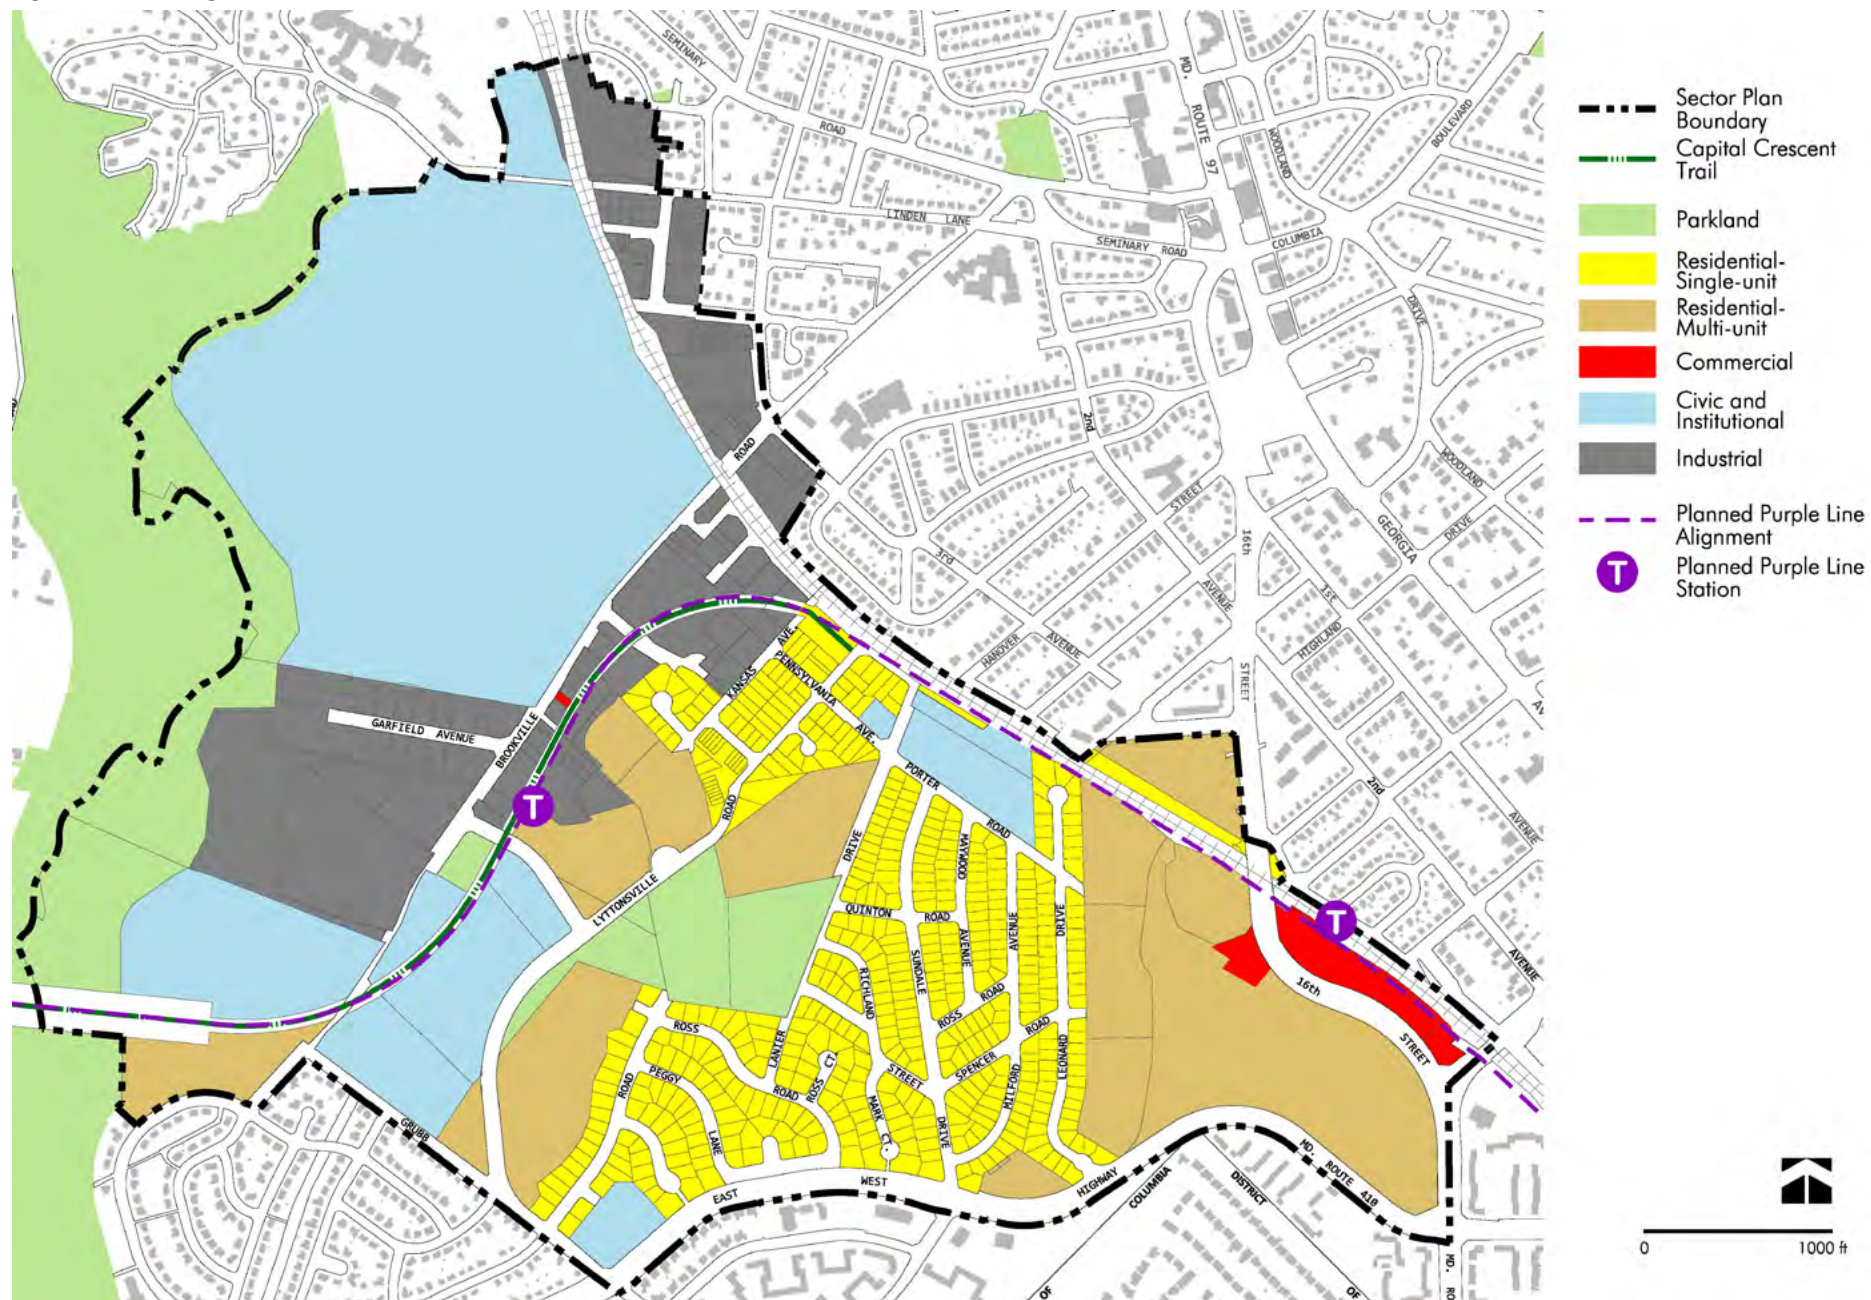 SEMINARY
ROAD
MD.
ROUTE 97
WOODLAND
BOULEVARD
LINDEN LANE
SEMINARY ROAD
COLUMBIA
DRIVE
2nd
ROAD
WOODLAND
DRIVE
STREET
GEORGIA
16th
3rd
AVENUE
1st
HANOVER
AVENUE
HIGHLAND
STREET
AVE.
PENNSYLVANIA
KANSAS
AVE.
GARFIELD AVENUE
BROOKVILLE
T
ROAD
PORTER
ROAD
2nd
AVENUE
DRIVE
MAYWOOD
LYTTONSVILLE
QUINTON
ROAD
AVENUE
AVENUE
DRIVE
T
AVENUE
SUNDALE
RICHLAND
ROAD
16th
ROSS
ROSS
ROAD
STREET
LANIER
ROSS CT.
SPENCER
LEONARD
PEGGY
ROAD
ROAD
STREET
MILFORD
MARK CT.
DRIVE
GRUBB
LANE
EAST
WEST
HIGHWAY
COLUMBIA
DISTRICT
MD. ROUTE 410
OF
OF
MD. RO
Sector Plan
Boundary
Capital Crescent
Trail
Parkland
Residential-
Single-unit
Residential-
Multi-unit
Commercial
Civic and
Institutional
Industrial
Planned Purple Line
Alignment
T
Planned Purple Line
Station
0
1000 ft